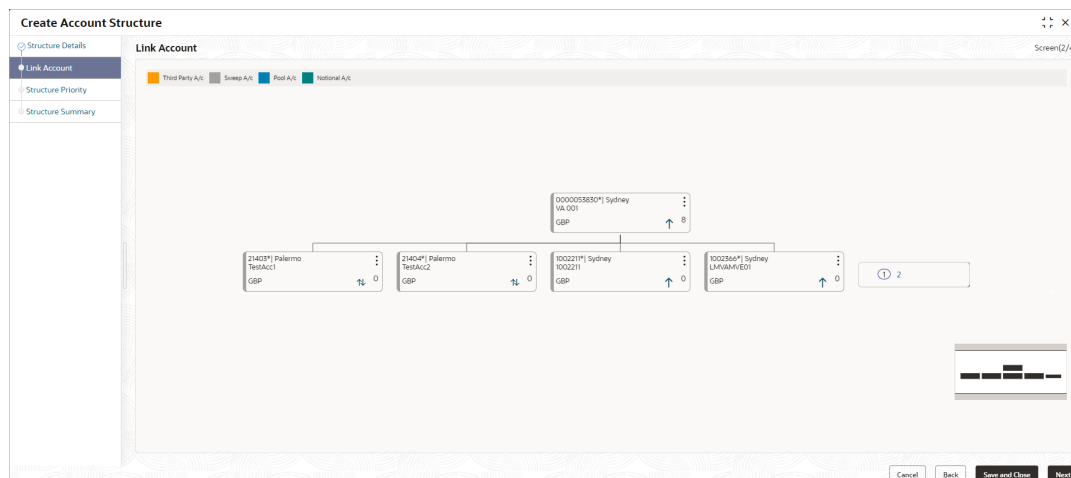 Create Account Structure
Structure Details
Link Account
Structure Priority
Structure Summary
Link Account
Screen(2/4
Third Party A/c Sweep A/c Pool A/c Notional A/c
0000053830*| Sydney
VA 001
GBP 8
21403*| Palermo
TestAcc1
GBP 0
21404*| Palermo
TestAcc2
GBP 0
1002211*| Sydney
1002211
GBP 0
1002366*| Sydney
LMVAMVE01
GBP 0
1 2
Cancel Back Save and Close Next